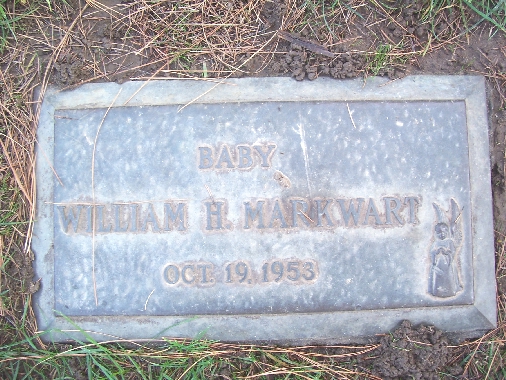 BABY
WILLIAM H. MARKWART
OCT. 19, 1953